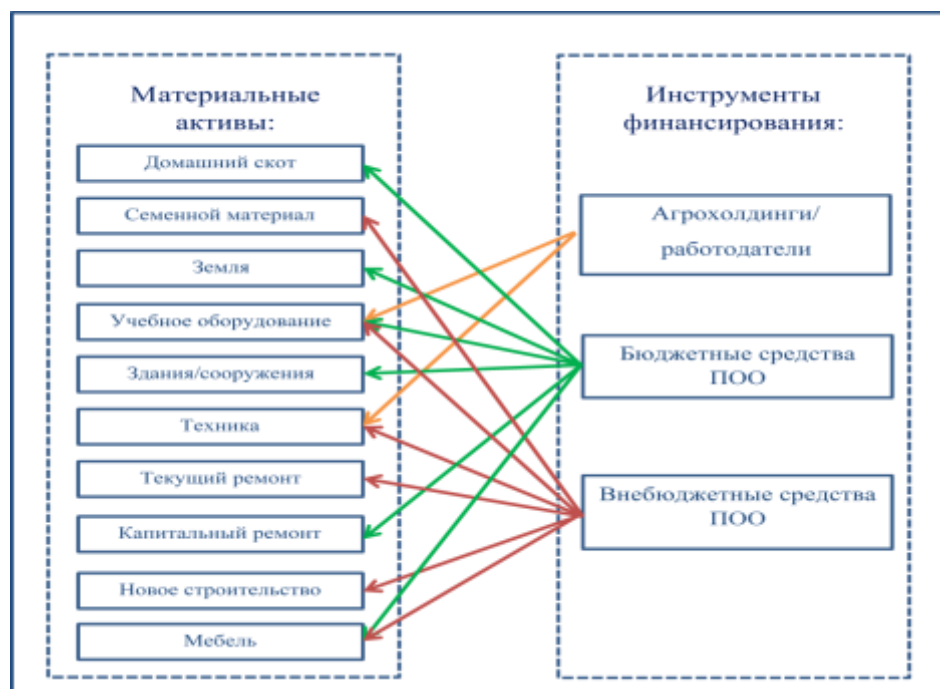 Материальные
активы:
Домашний скот
Семенной материал
Земля
Учебное оборудование
Здания/сооружения
Техника
Текущий ремонт
Капитальный ремонт
Новое строительство
Мебель
Инструменты
финансирования:
Агрохолдинги/
работодатели
Бюджетные средства
ПОО
Внебюджетные средства
ПОО